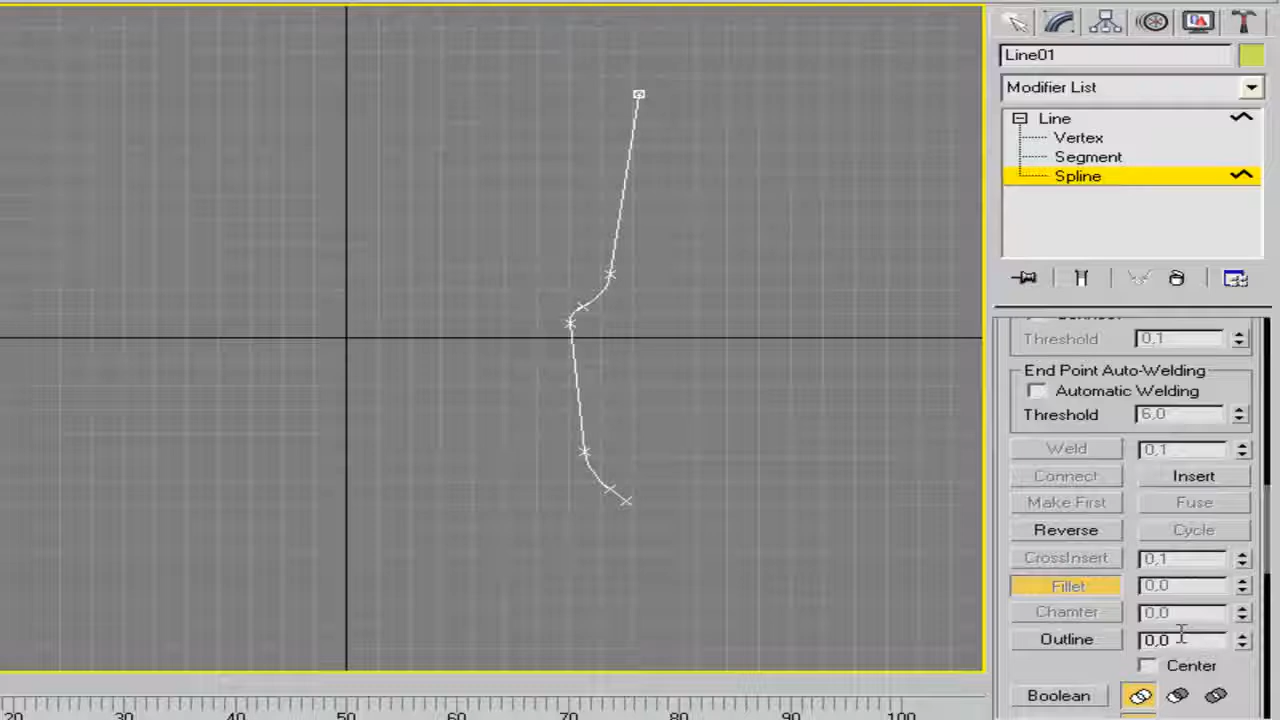 Line01
Modifier List
Line
Vertex
Segment
Spline
Threshold 0,1
End Point Auto-Welding
Automatic Welding
Threshold 6,0
Weld 0,1
Connect Insert
Make First Fuse
Reverse Cycle
CrossInsert 0,1
Fillet 0,0
Chamfer 0,0
Outline 0,0
Center
Boolean
20 30 40 50 60 70 80 90 100